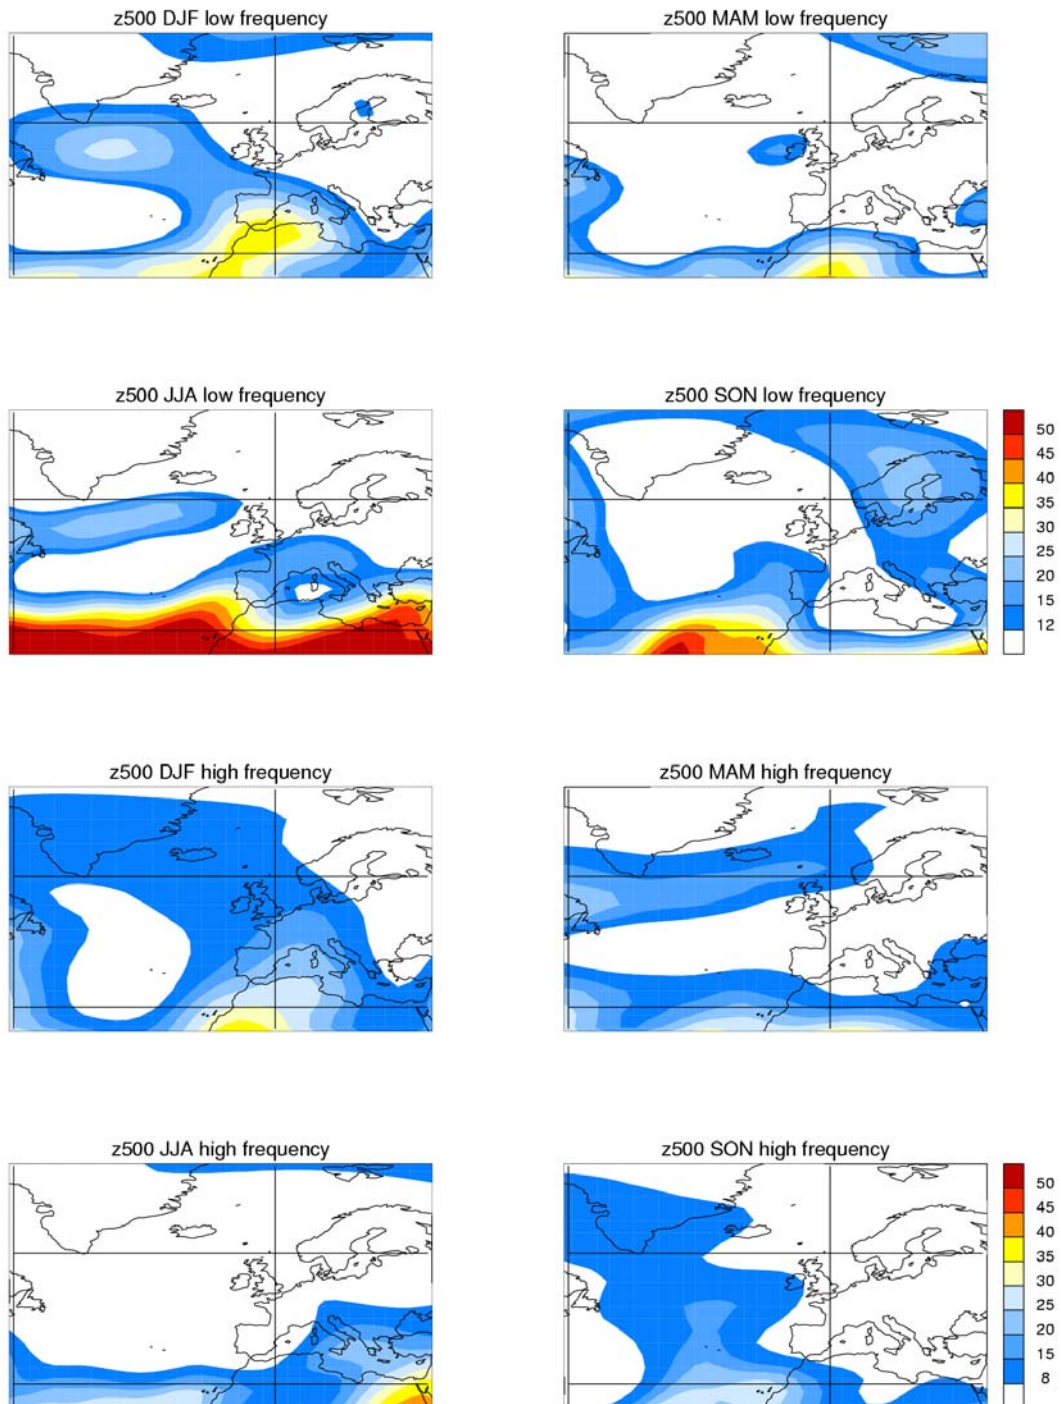 z500 DJF low frequency
z500 MAM low frequency
z500 JJA low frequency
z500 SON low frequency
50
45
40
35
30
25
20
15
12
z500 DJF high frequency
z500 MAM high frequency
z500 JJA high frequency
z500 SON high frequency
50
45
40
35
30
25
20
15
8